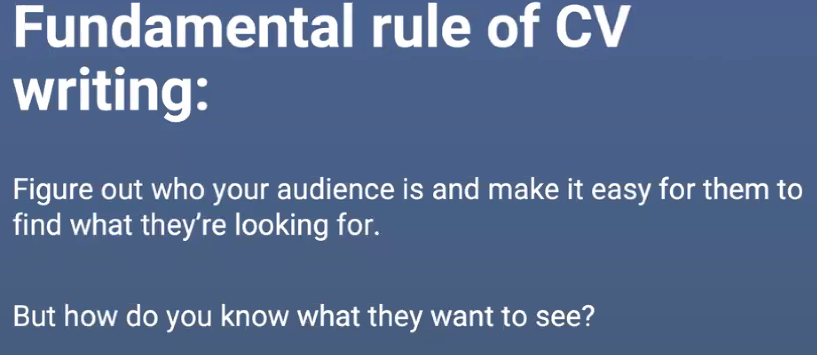 Fundamental rule of CV
writing:
Figure out who your audience is and make it easy for them to
find what they’re looking for.
But how do you know what they want to see?